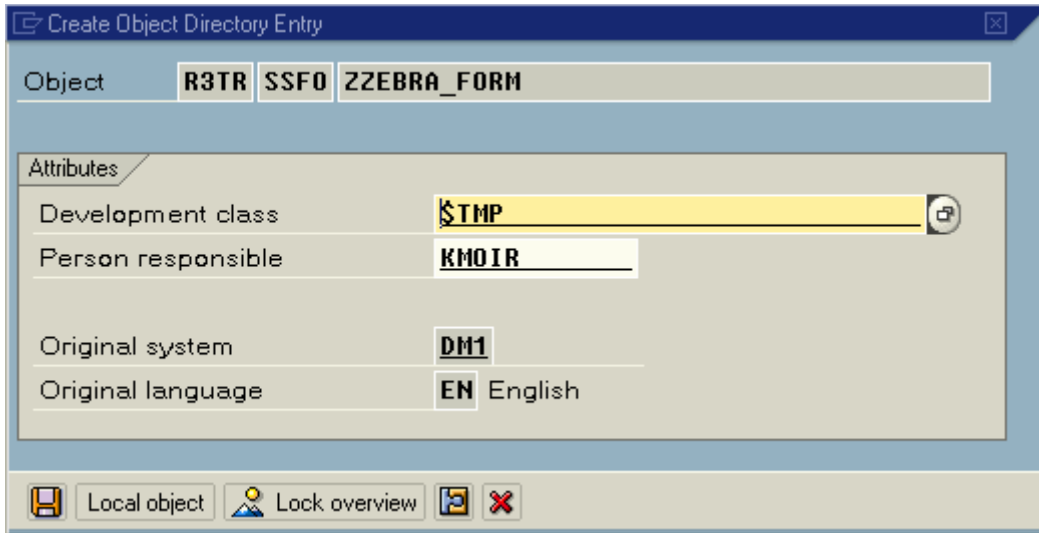 Create Object Directory Entry
Object R3TR SSFO ZZEBRA_FORM
Attributes
Development class $TMP
Person responsible KMOIR
Original system DM1
Original language EN English
Local object Lock overview